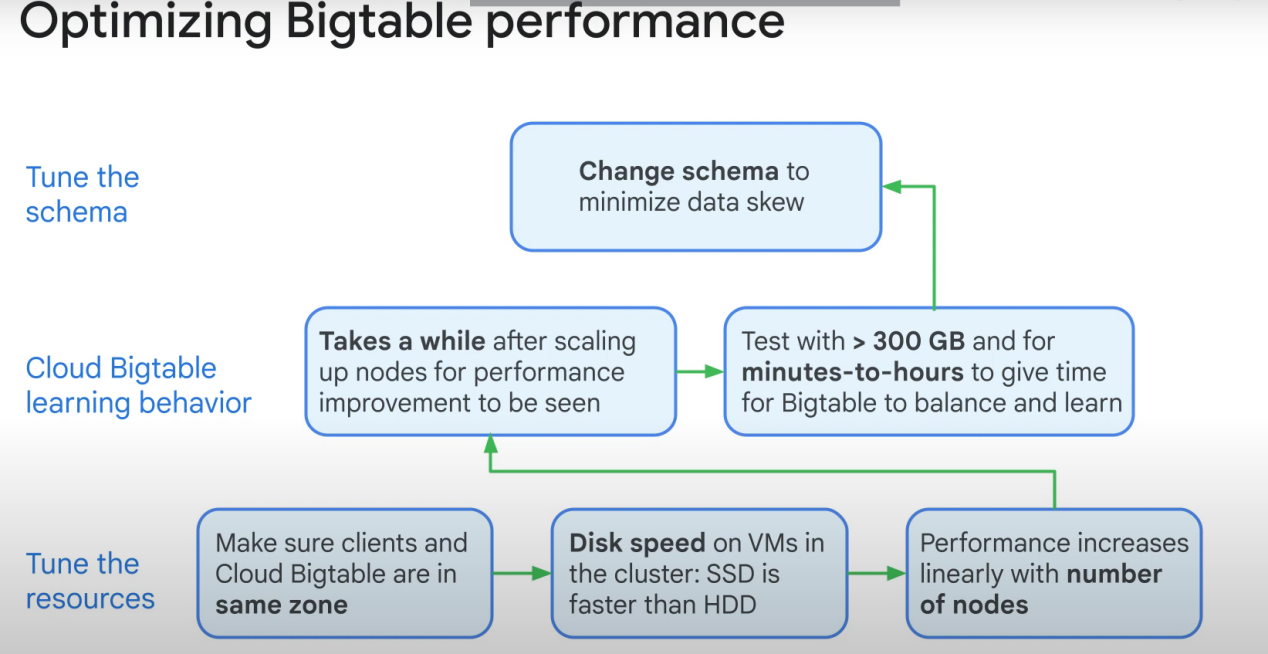 Optimizing Bigtable performance
Tune the
schema
Change schema to
minimize data skew
Cloud Bigtable
learning behavior
Takes a while after scaling
up nodes for performance
improvement to be seen
Test with > 300 GB and for
minutes-to-hours to give time
for Bigtable to balance and learn
Tune the
resources
Make sure clients and
Cloud Bigtable are in
same zone
Disk speed on VMs in
the cluster: SSD is
faster than HDD
Performance increases
linearly with number
of nodes